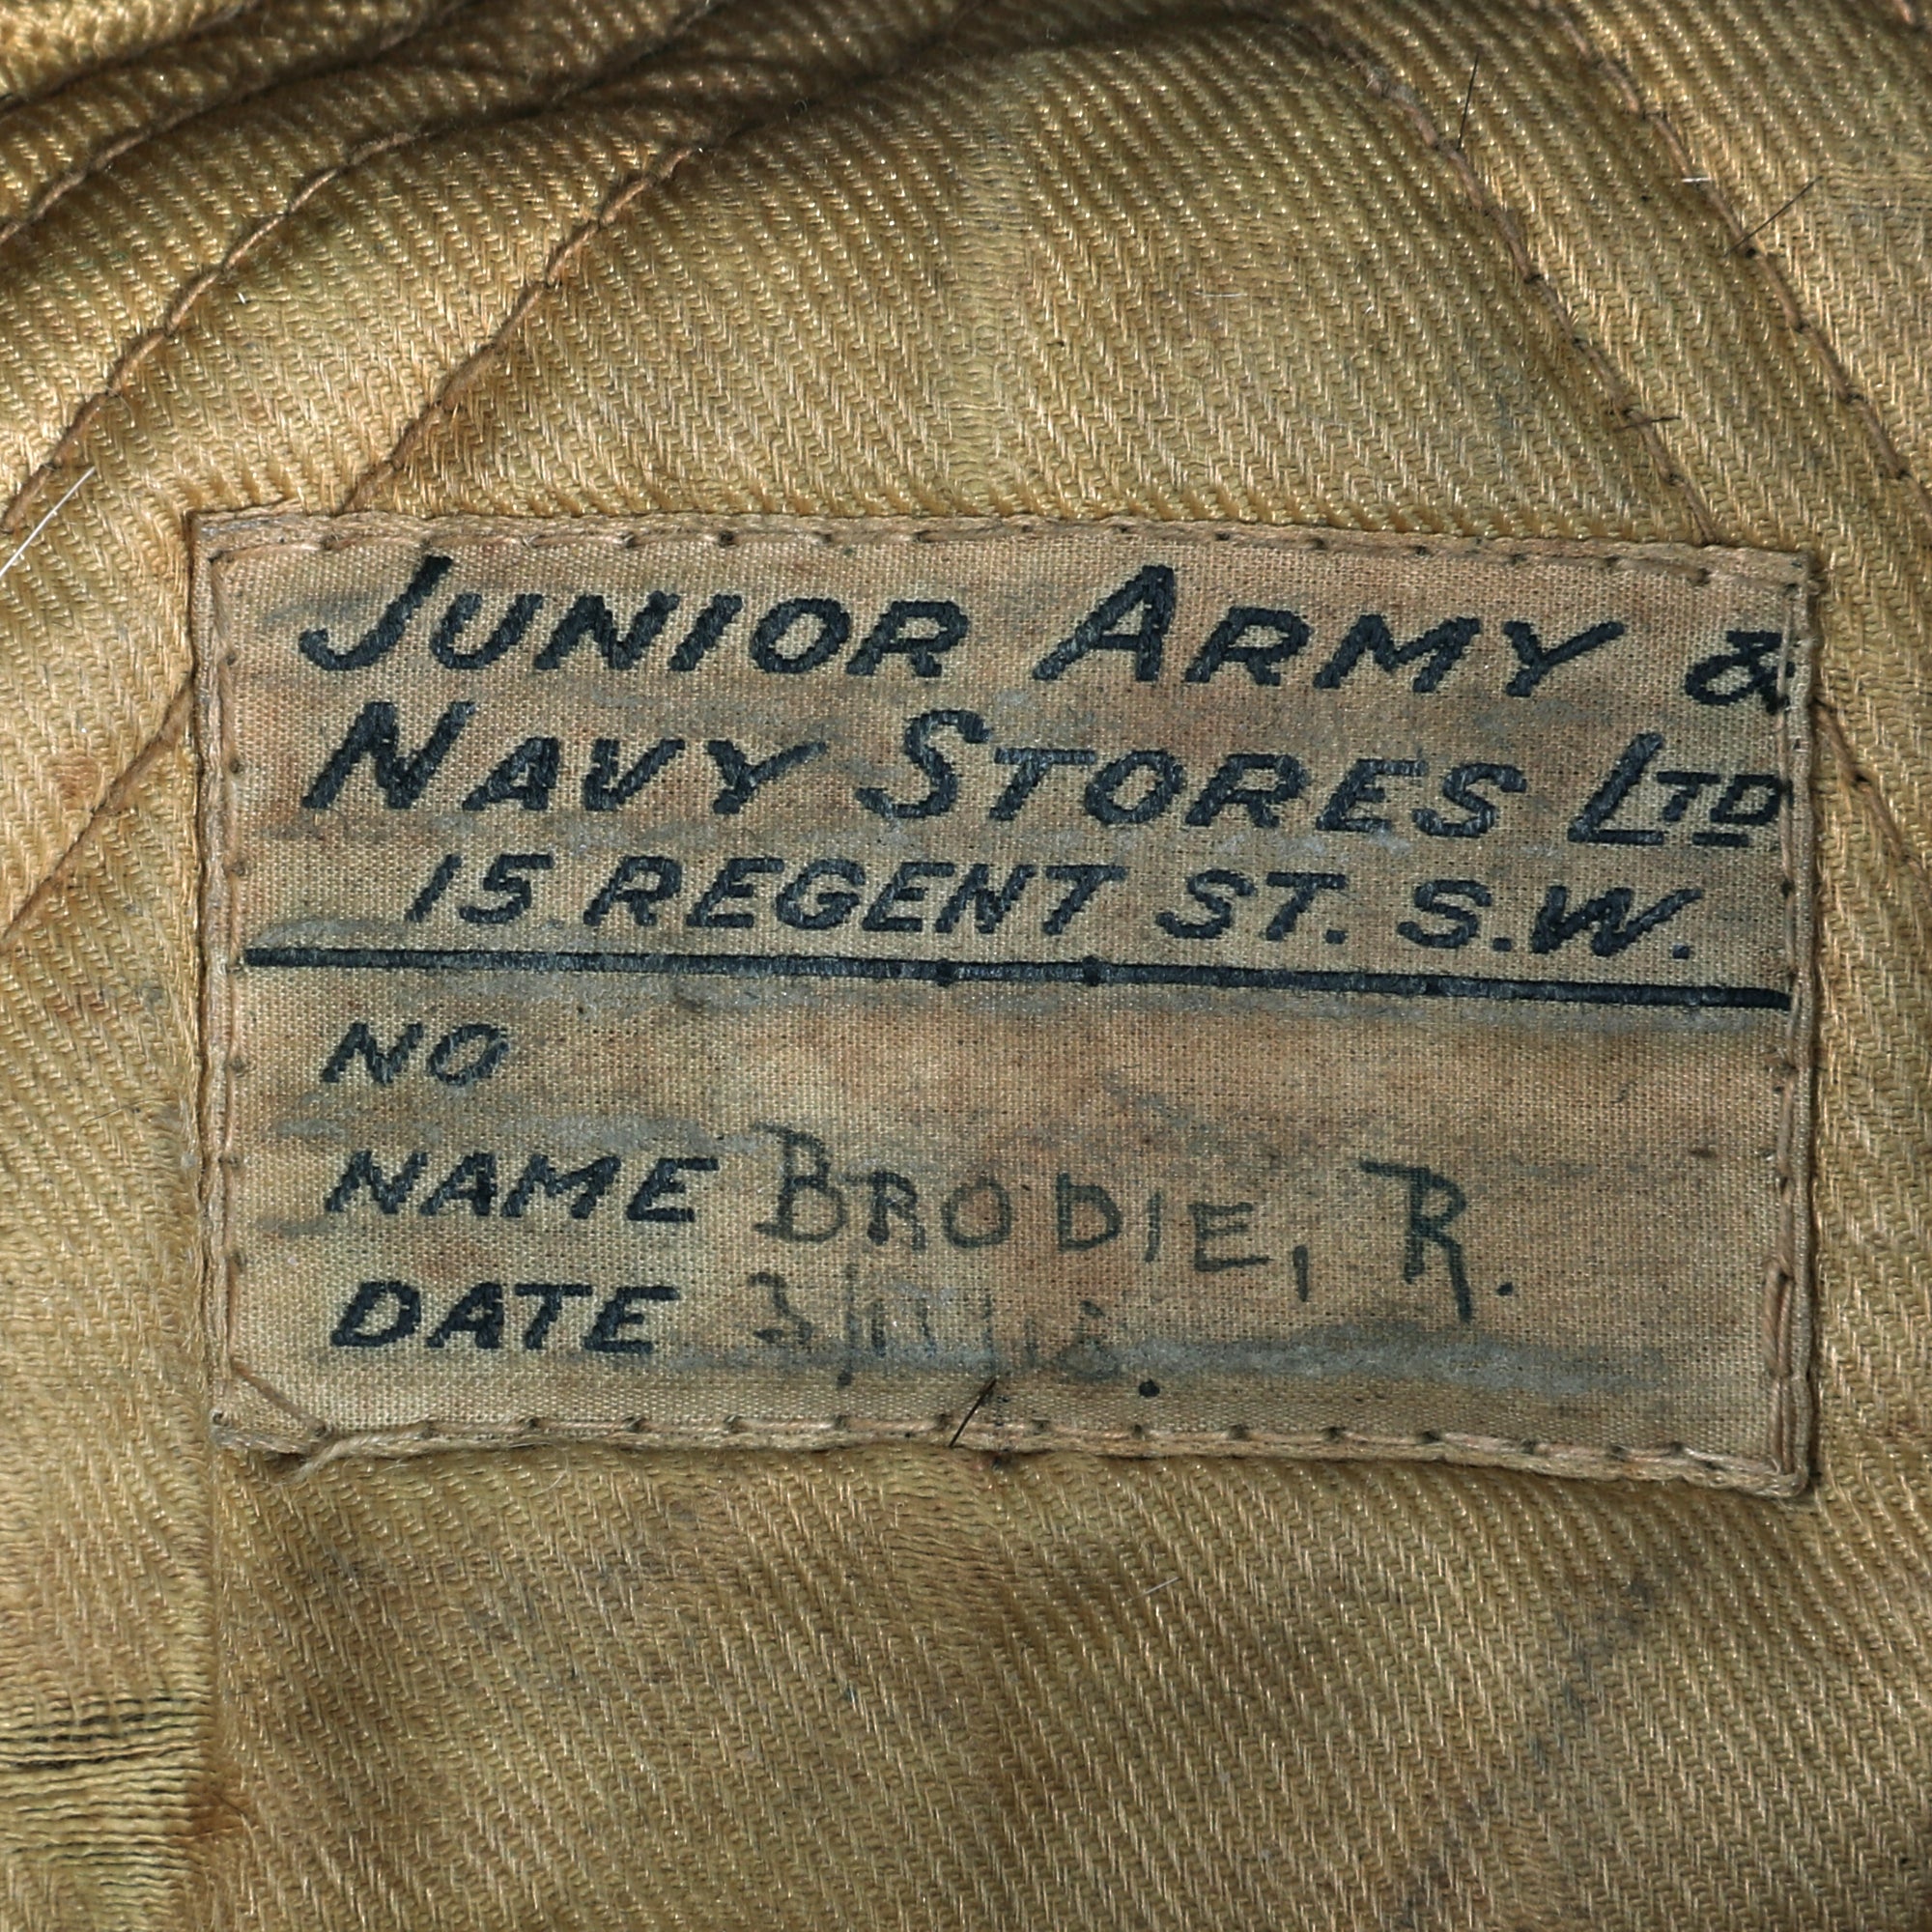 JUNIOR ARMY &
NAVY STORES LTD
15 REGENT ST. S.W.
NO
NAME BRODIE, R.
DATE